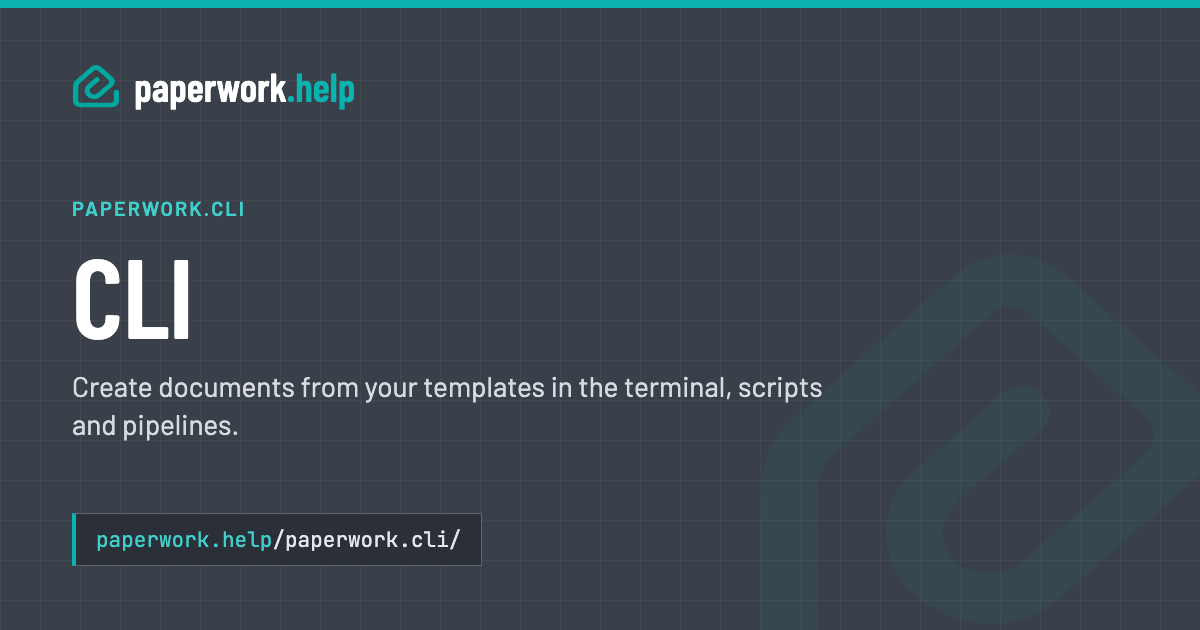 paperwork.help
PAPERWORK.CLI
CLI
Create documents from your templates in the terminal, scripts
and pipelines.
paperwork.help/paperwork.cli/